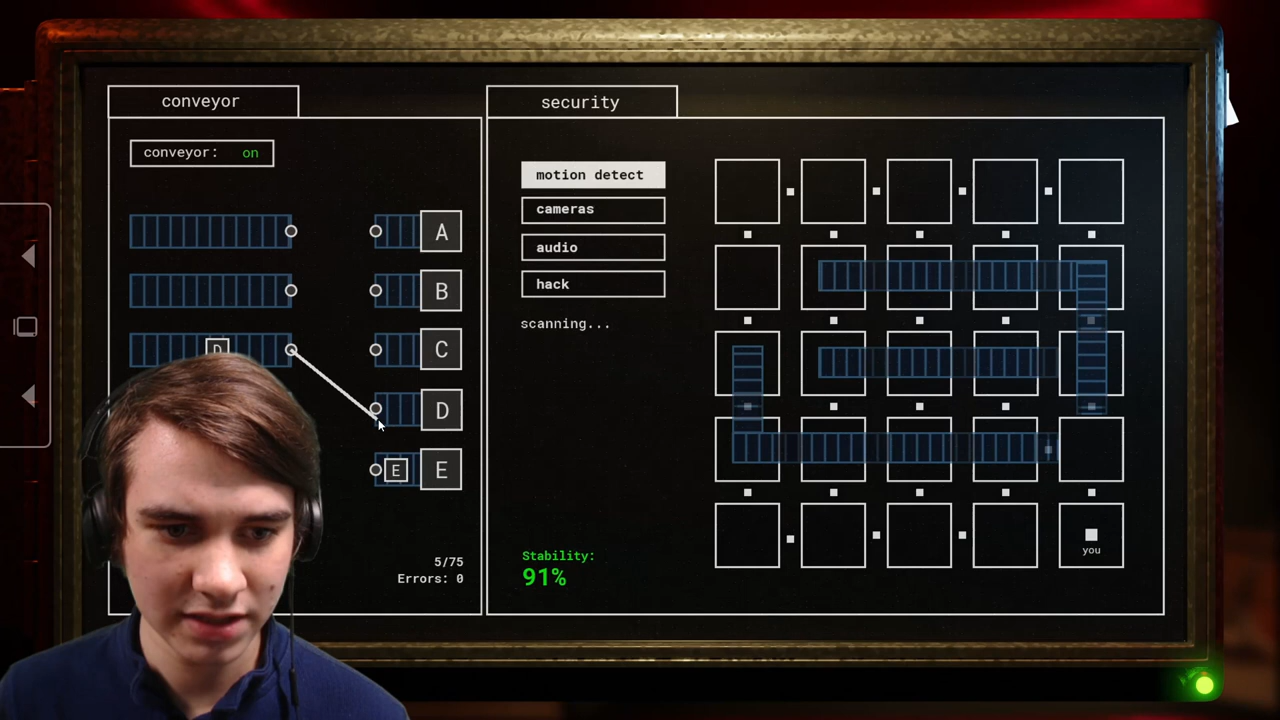 conveyor
conveyor: on
A
B
D
C
D
E
E
5/75
Errors: 0
security
motion detect
cameras
audio
hack
scanning...
Stability:
91%
you